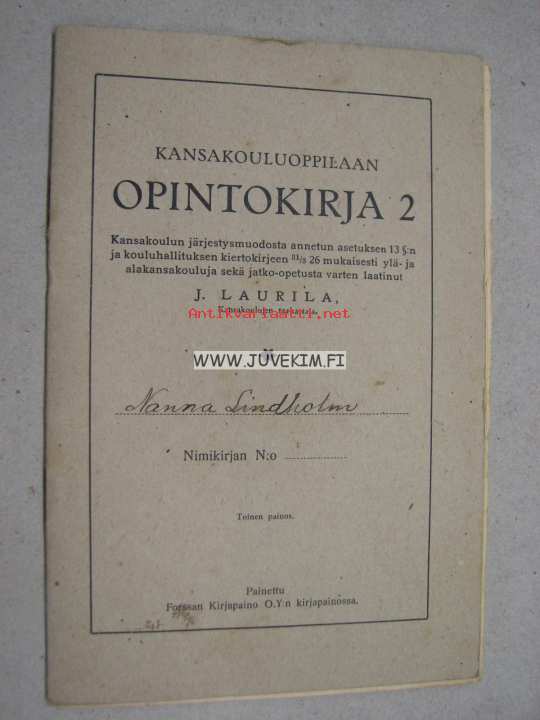 KANSAKOULUOPPILAAN
OPINTOKIRJA 2
Kansakoulun järjestysmuodosta annetun asetuksen 13 §:n
ja kouluhallituksen kiertokirjeen ³¹/₅ 26 mukaisesti ylä- ja
alakansakouluja sekä jatko-opetusta varten laatinut
J. LAURILA,
Kansakoulujen tarkastaja.
Antikvariaatti.net
WWW.JUVEKIM.FI
Nanna Lindholm
Nimikirjan N:o
Toinen painos.
Painettu
Forssan Kirjapaino O.Y:n kirjapainossa.